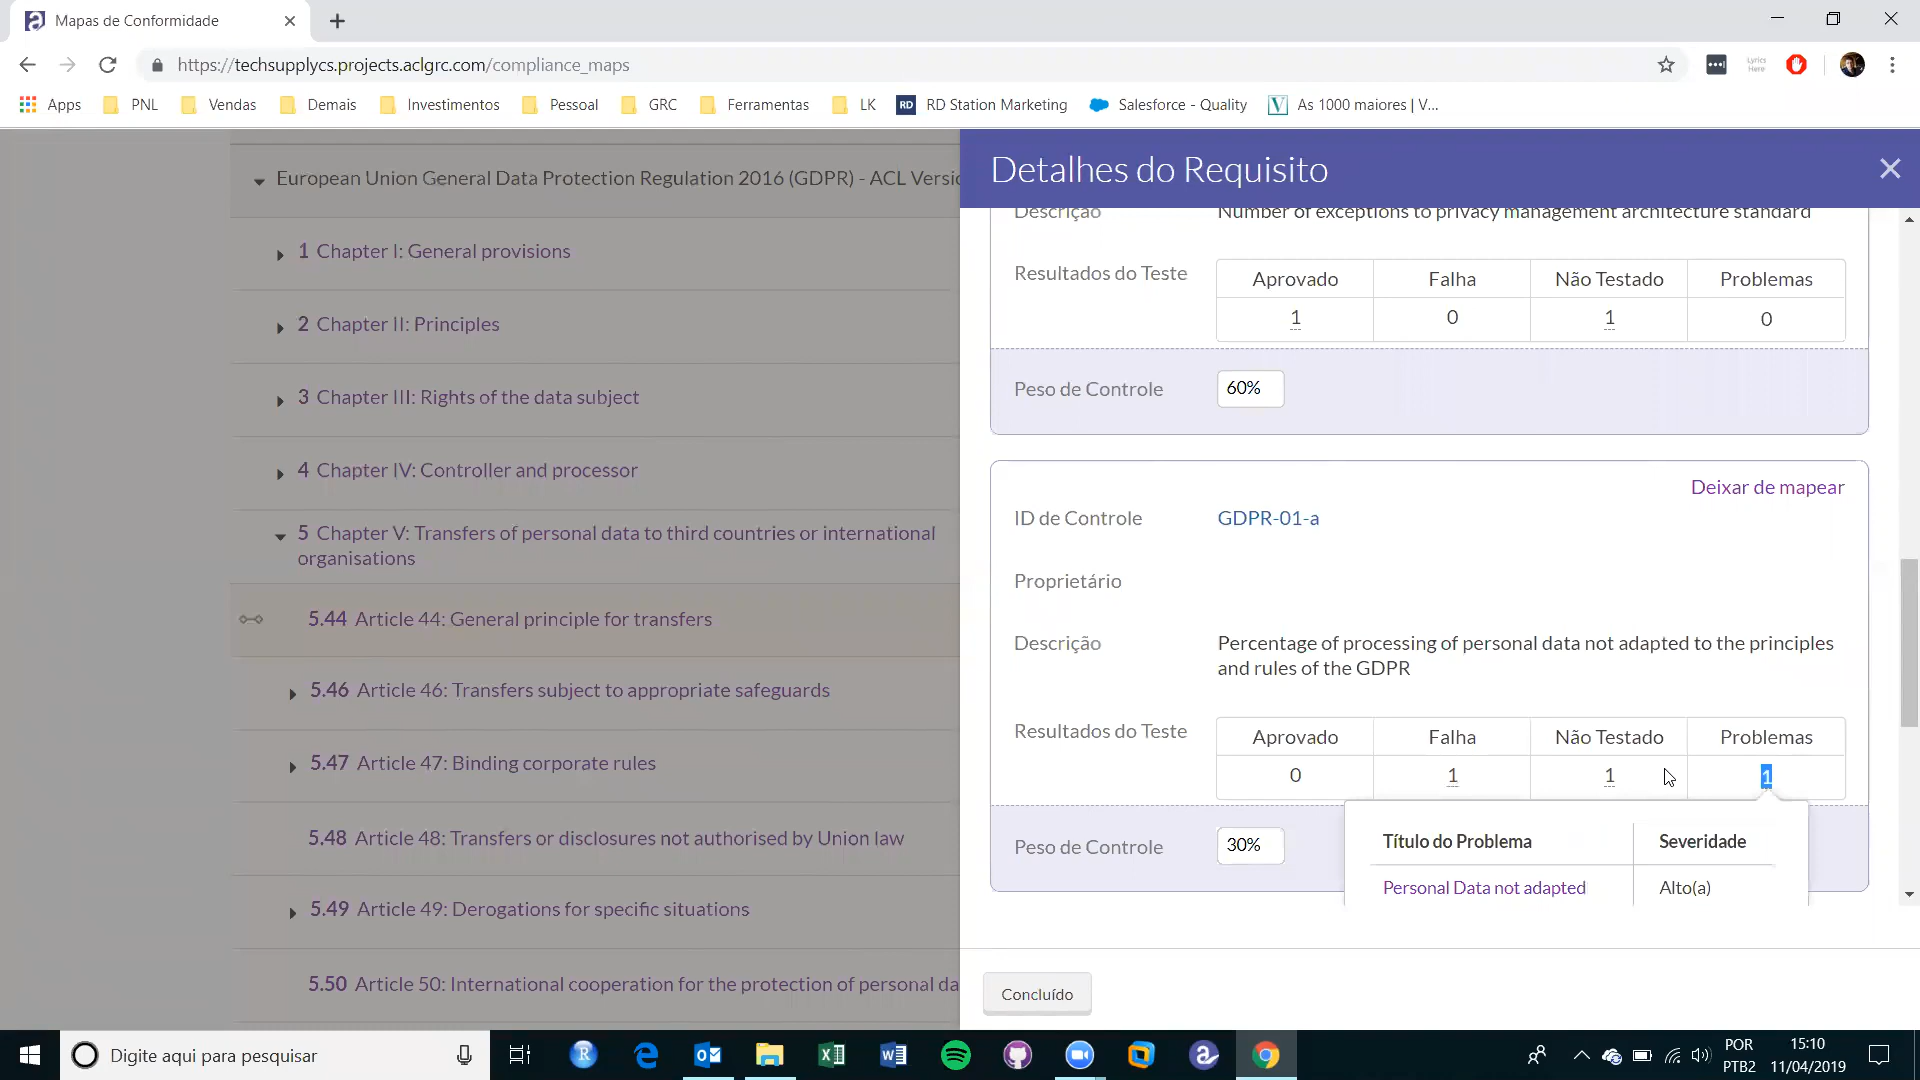 Mapas de Conformidade
https://techsupplycs.projects.aclgrc.com/compliance_maps
Lyrics
Here
Apps PNL Vendas Demais Investimentos Pessoal GRC Ferramentas LK RD RD Station Marketing Salesforce - Quality V As 1000 maiores | V...
European Union General Data Protection Regulation 2016 (GDPR) - ACL Versio
1 Chapter I: General provisions
2 Chapter II: Principles
3 Chapter III: Rights of the data subject
4 Chapter IV: Controller and processor
5 Chapter V: Transfers of personal data to third countries or international
organisations
5.44 Article 44: General principle for transfers
5.46 Article 46: Transfers subject to appropriate safeguards
5.47 Article 47: Binding corporate rules
5.48 Article 48: Transfers or disclosures not authorised by Union law
5.49 Article 49: Derogations for specific situations
5.50 Article 50: International cooperation for the protection of personal da
Detalhes do Requisito
Descrição Number of exceptions to privacy management architecture standard
Resultados do Teste Aprovado Falha Não Testado Problemas
1 0 1 0
Peso de Controle 60%
Deixar de mapear
ID de Controle GDPR-01-a
Proprietário
Descrição Percentage of processing of personal data not adapted to the principles
and rules of the GDPR
Resultados do Teste Aprovado Falha Não Testado Problemas
0 1 1 1
Peso de Controle 30%
Título do Problema Severidade
Personal Data not adapted Alto(a)
Concluído
Digite aqui para pesquisar
POR
PTB2
15:10
11/04/2019